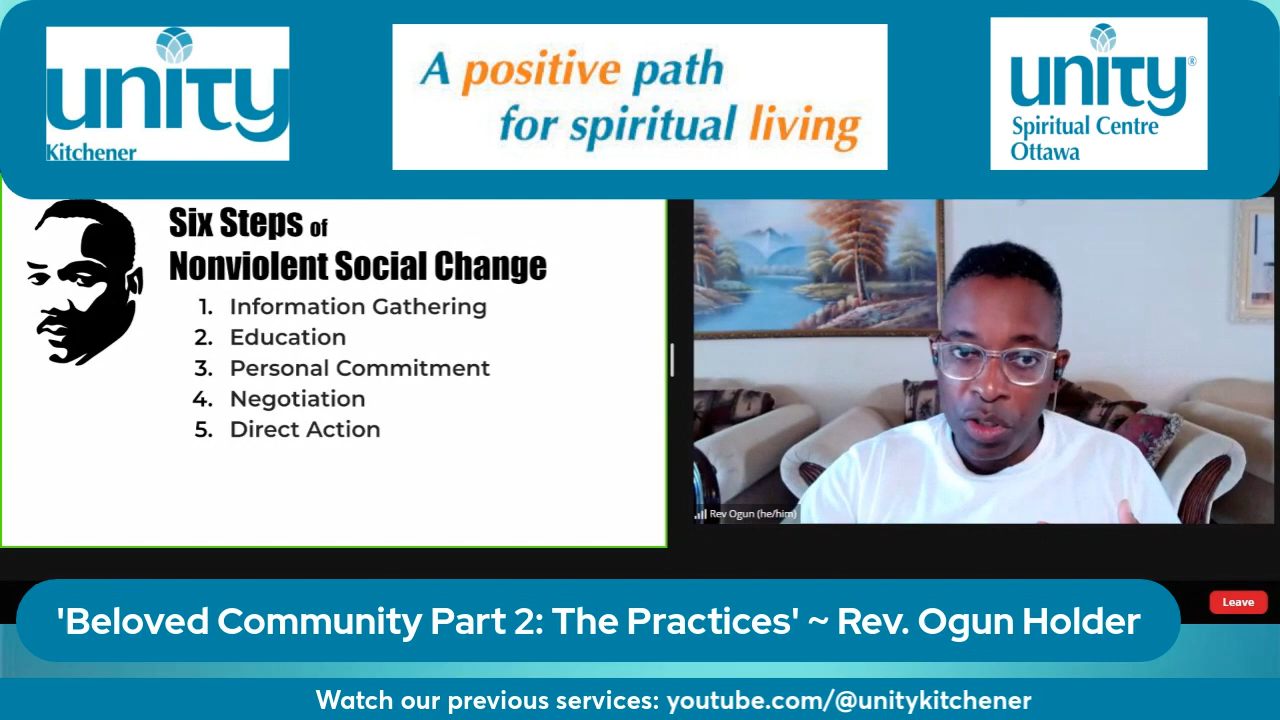 unity
Kitchener
A positive path
for spiritual living
unity®
Spiritual Centre
Ottawa
Six Steps of
Nonviolent Social Change
1. Information Gathering
2. Education
3. Personal Commitment
4. Negotiation
5. Direct Action
Rev Ogun (he/him)
Leave
'Beloved Community Part 2: The Practices' ~ Rev. Ogun Holder
Watch our previous services: youtube.com/@unitykitchener